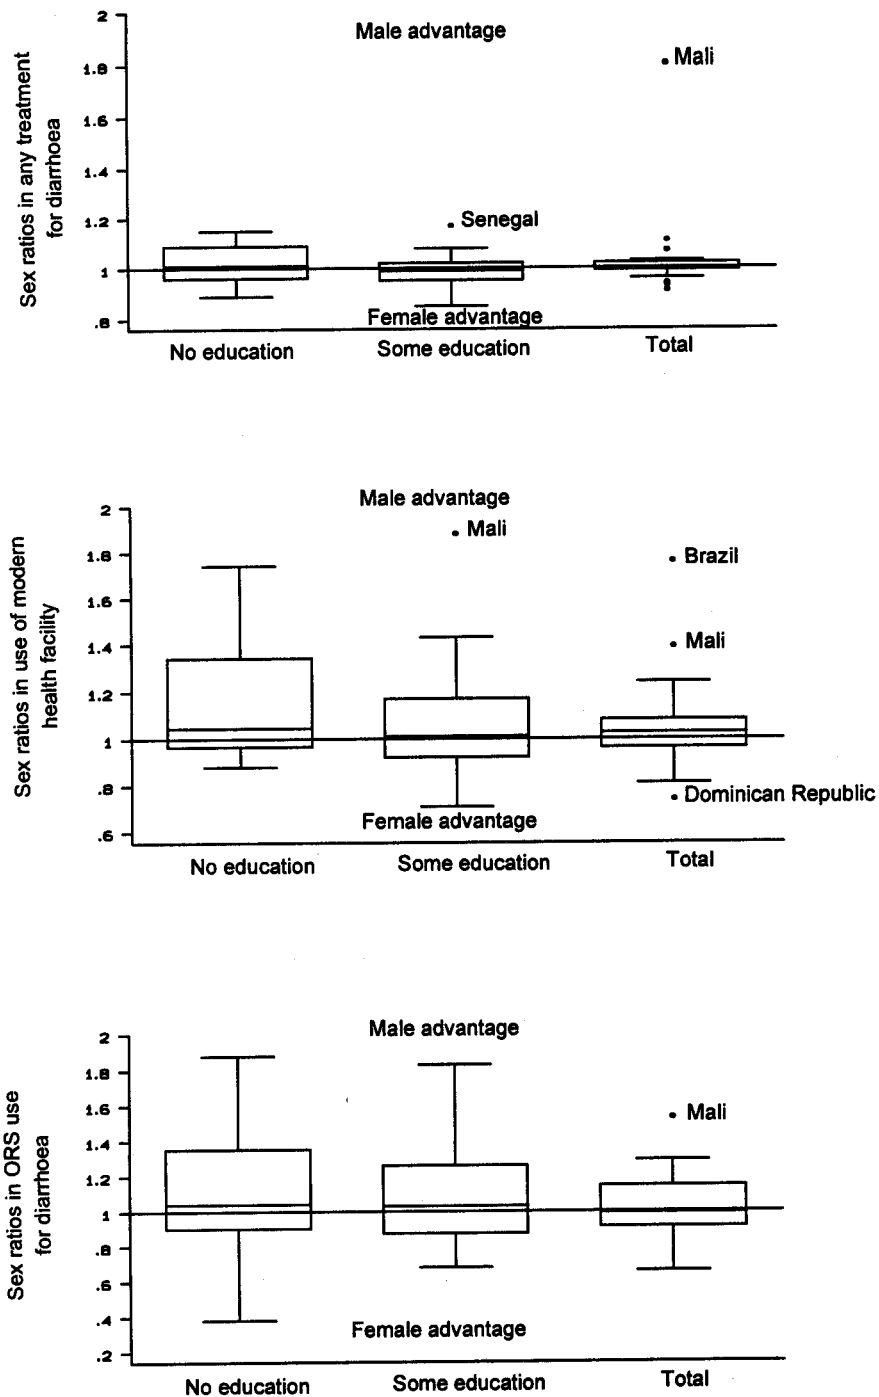 Sex ratios in any treatment
for diarrhoea
2
1.8
1.6
1.4
1.2
1
.8
Male advantage
Mali
Senegal
Female advantage
No education
Some education
Total
Sex ratios in use of modern
health facility
2
1.8
1.6
1.4
1.2
1
.8
.6
Male advantage
Mali
Brazil
Mali
Dominican Republic
Female advantage
No education
Some education
Total
Sex ratios in ORS use
for diarrhoea
2
1.8
1.6
1.4
1.2
1
.8
.6
.4
.2
Male advantage
Mali
Female advantage
No education
Some education
Total